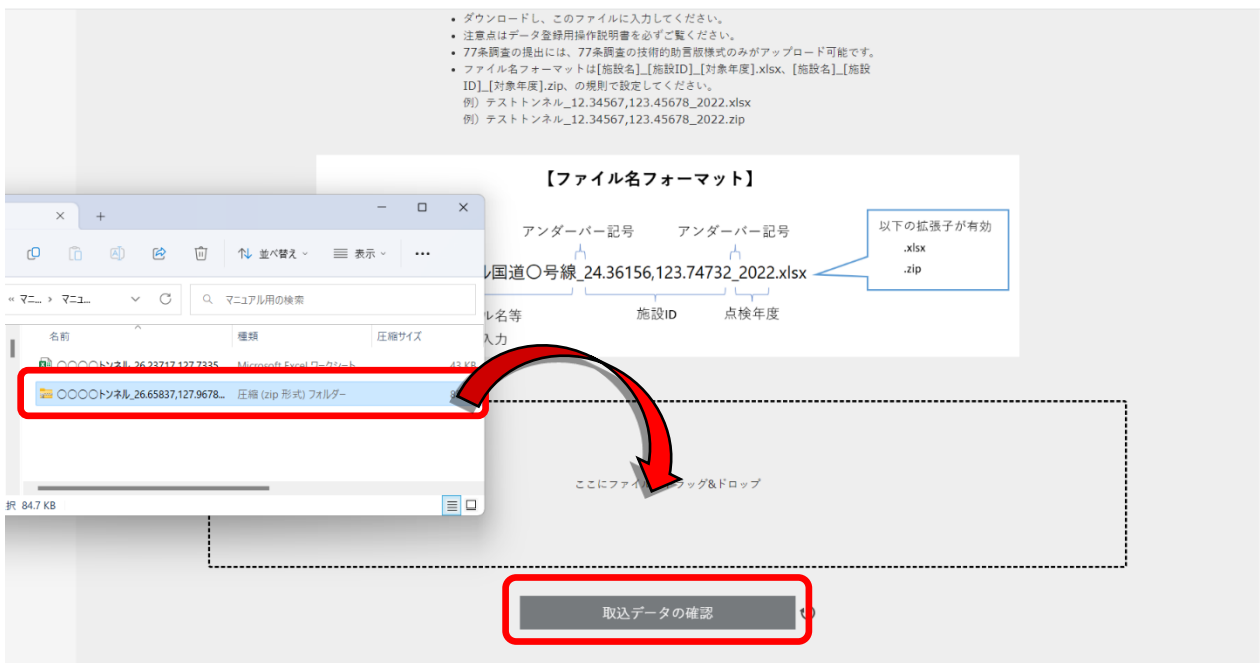 • ダウンロードし、このファイルに入力してください。
• 注意点はデータ登録用操作説明書を必ずご覧ください。
• 77条調査の提出には、77条調査の技術的助言版様式のみがアップロード可能です。
• ファイル名フォーマットは[施設名]_[施設ID]_[対象年度].xlsx、[施設名]_[施設
ID]_[対象年度].zip、の規則で設定してください。
例）テストトンネル_12.34567,123.45678_2022.xlsx
例）テストトンネル_12.34567,123.45678_2022.zip
【ファイル名フォーマット】
アンダーバー記号 アンダーバー記号
以下の拡張子が有効
.xlsx
.zip
ル国道〇号線_24.36156,123.74732_2022.xlsx
ル名等 施設ID 点検年度
入力
並べ替え 表示 …
« マニ... › マニュ...
マニュアル用の検索
名前 種類 圧縮サイズ
〇〇〇〇トンネル_26.23717,127.7335 Microsoft Excel ワークシート 43 KB
〇〇〇〇トンネル_26.65837,127.9678... 圧縮 (zip 形式) フォルダー
択 84.7 KB
ここにファイル ラッグ&ドロップ
取込データの確認